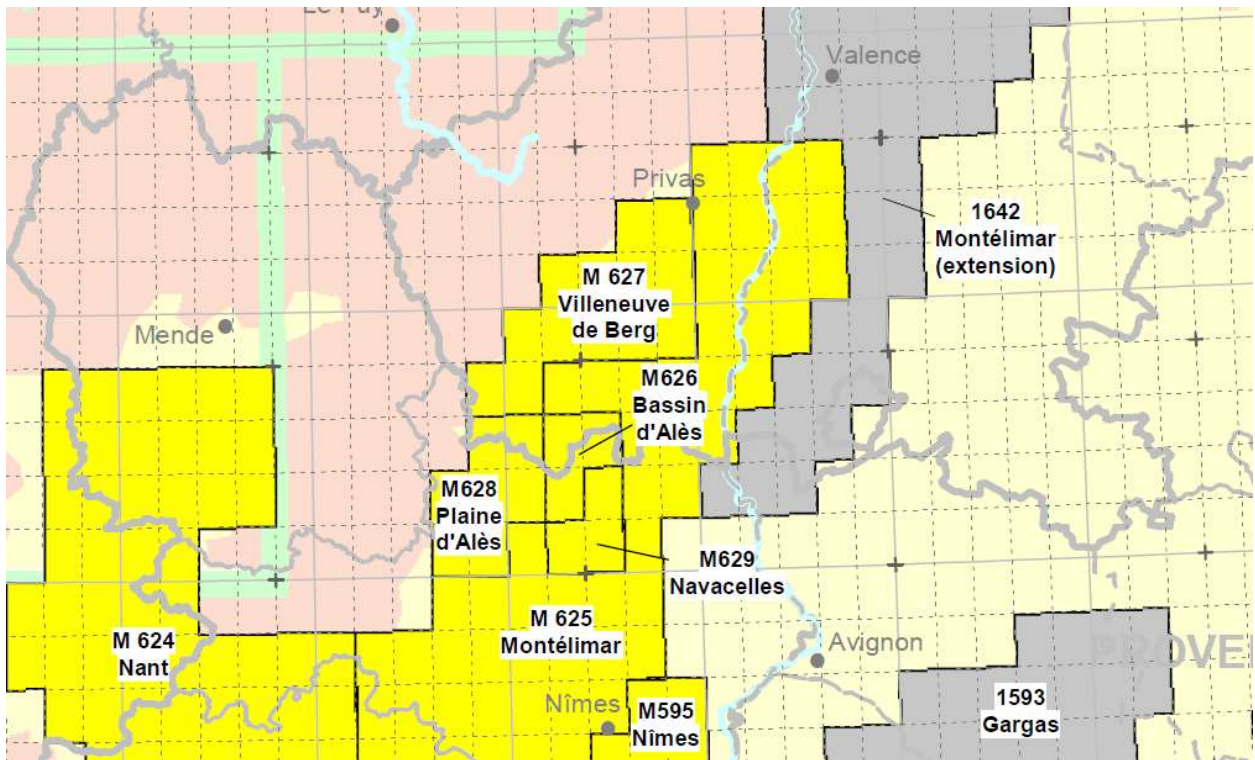 Le Puy
Valence
Privas
1642
Montélimar
(extension)
M 627
Villeneuve
de Berg
Mende
M626
Bassin
d'Alès
M628
Plaine
d'Alès
M629
Navacelles
M 625
Montélimar
M 624
Nant
Avignon
Nîmes
M595
Nîmes
1593
Gargas